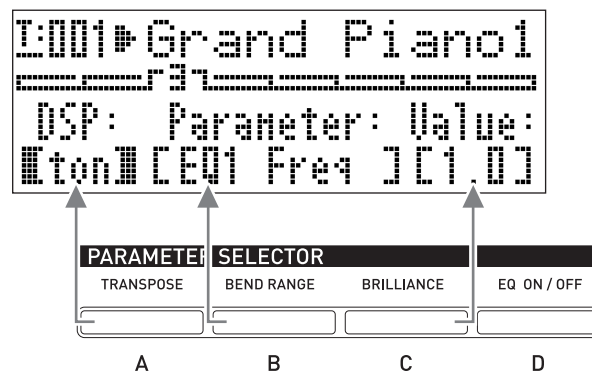 I:001▶Grand Piano1
r3n
DSP: Parameter: Value:
[ton] [EQ1 Freq ][1.0]
PARAMETER SELECTOR
TRANSPOSE BEND RANGE BRILLIANCE EQ ON / OFF
A B C D